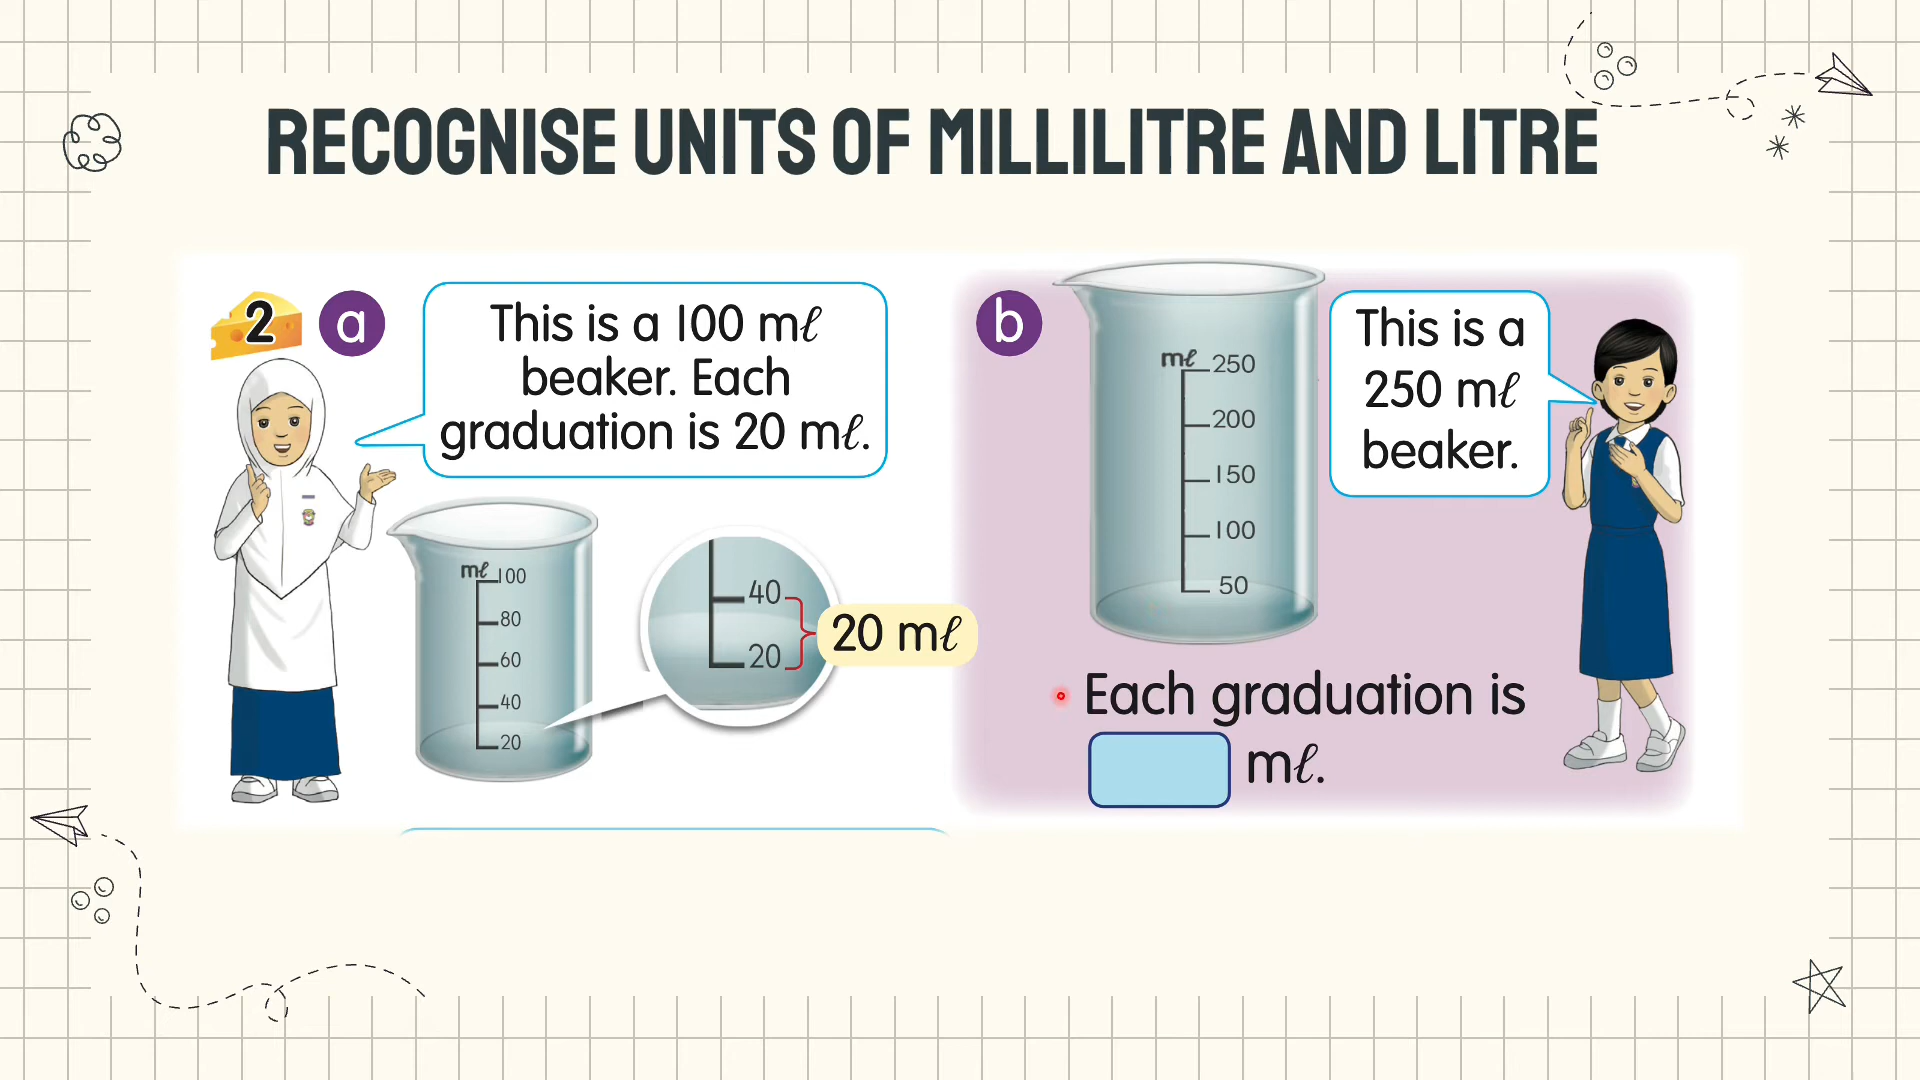 RECOGNISE UNITS OF MILLILITRE AND LITRE
2
a
This is a 100 mℓ
beaker. Each
graduation is 20 mℓ.
mℓ 100
80
60
40
20
40
20
20 mℓ
b
mℓ 250
200
150
100
50
This is a
250 mℓ
beaker.
Each graduation is
mℓ.